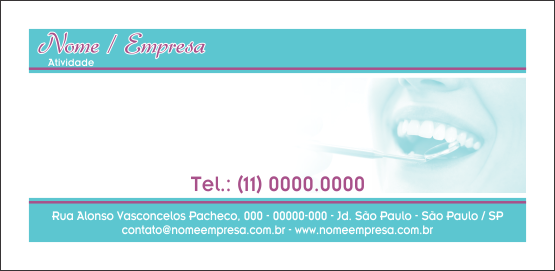 Nome / Empresa
Atividade
Tel.: (11) 0000.0000
Rua Alonso Vasconcelos Pacheco, 000 - 00000-000 - Jd. São Paulo - São Paulo / SP
contato@nomeempresa.com.br - www.nomeempresa.com.br